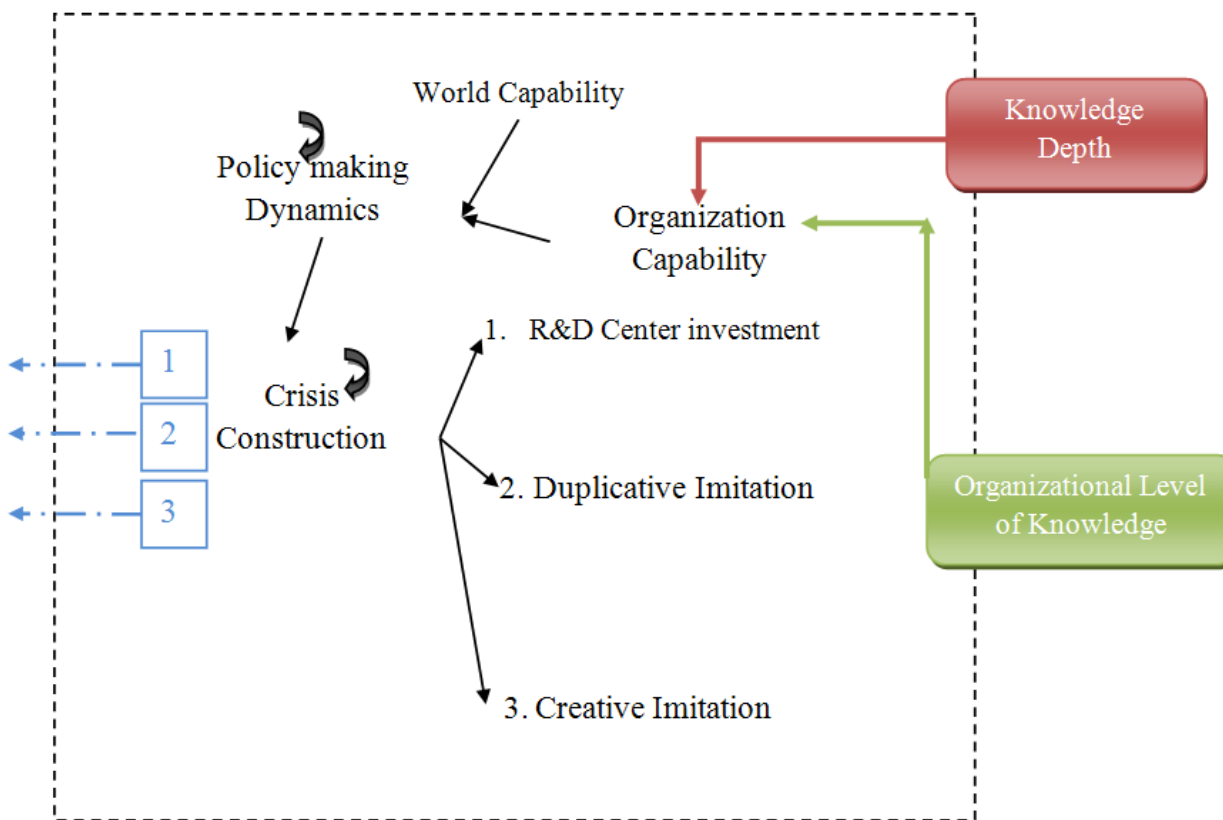 World Capability
Knowledge
Depth
Policy making
Dynamics
Organization
Capability
1. R&D Center investment
1
Crisis
Construction
2
2. Duplicative Imitation
3
Organizational Level
of Knowledge
3. Creative Imitation